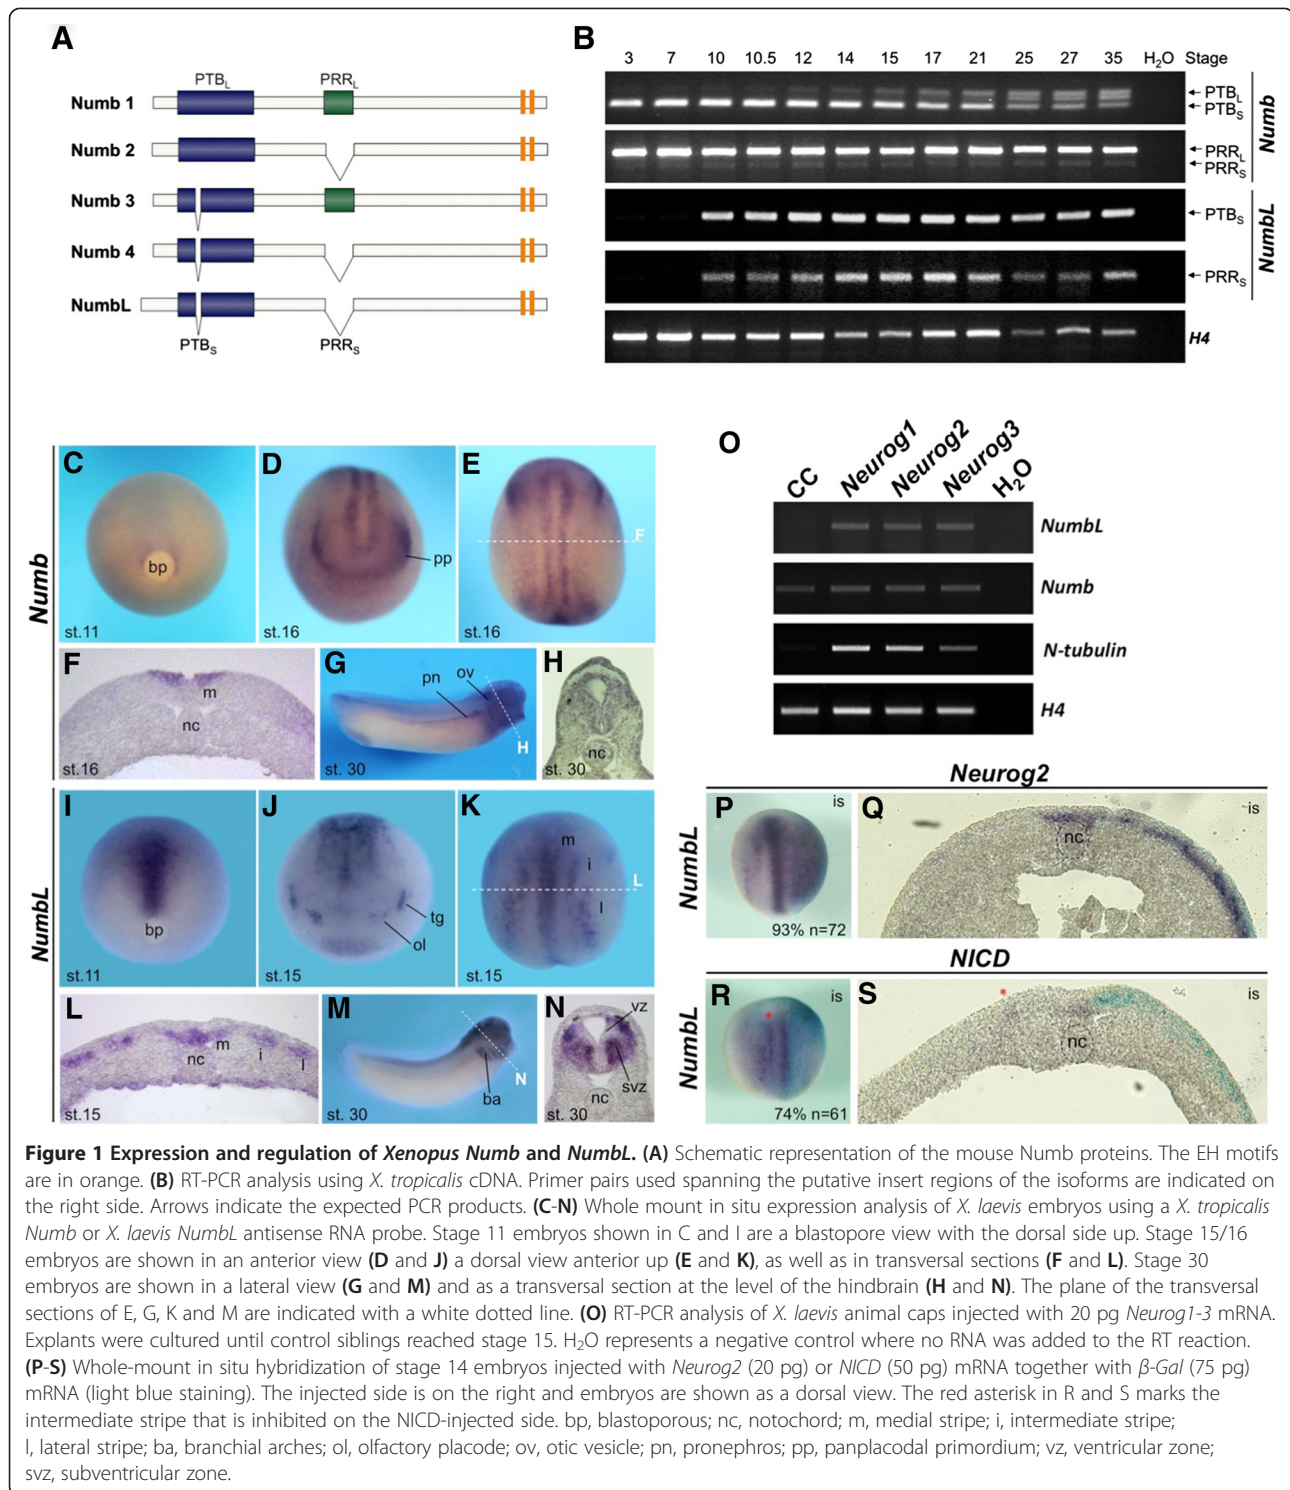 A
PTBL
PRRL
Numb 1
Numb 2
Numb 3
Numb 4
NumbL
PTBS
PRRS
B
3 7 10 10.5 12 14 15 17 21 25 27 35 H2O Stage
PTBL
PTBS
PRRL
PRRS
Numb
PTBS
PRRS
NumbL
H4
Numb
C
bp
st.11
D
pp
st.16
E
F
st.16
F
m
nc
st.16
G
pn
ov
H
st. 30
H
nc
st. 30
NumbL
I
bp
st.11
J
tg
ol
st.15
K
m
i
l
L
st.15
L
m
nc
i
l
st.15
M
ba
N
st. 30
N
vz
svz
nc
st. 30
O
CC Neurog1 Neurog2 Neurog3 H2O
NumbL
Numb
N-tubulin
H4
Neurog2
NumbL
P
is
93% n=72
Q
is
nc
NICD
NumbL
R
is
*
74% n=61
S
*
is
nc
Figure 1 Expression and regulation of Xenopus Numb and NumbL. (A) Schematic representation of the mouse Numb proteins. The EH motifs
are in orange. (B) RT-PCR analysis using X. tropicalis cDNA. Primer pairs used spanning the putative insert regions of the isoforms are indicated on
the right side. Arrows indicate the expected PCR products. (C-N) Whole mount in situ expression analysis of X. laevis embryos using a X. tropicalis
Numb or X. laevis NumbL antisense RNA probe. Stage 11 embryos shown in C and I are a blastopore view with the dorsal side up. Stage 15/16
embryos are shown in an anterior view (D and J) a dorsal view anterior up (E and K), as well as in transversal sections (F and L). Stage 30
embryos are shown in a lateral view (G and M) and as a transversal section at the level of the hindbrain (H and N). The plane of the transversal
sections of E, G, K and M are indicated with a white dotted line. (O) RT-PCR analysis of X. laevis animal caps injected with 20 pg Neurog1-3 mRNA.
Explants were cultured until control siblings reached stage 15. H2O represents a negative control where no RNA was added to the RT reaction.
(P-S) Whole-mount in situ hybridization of stage 14 embryos injected with Neurog2 (20 pg) or NICD (50 pg) mRNA together with β-Gal (75 pg)
mRNA (light blue staining). The injected side is on the right and embryos are shown as a dorsal view. The red asterisk in R and S marks the
intermediate stripe that is inhibited on the NICD-injected side. bp, blastoporous; nc, notochord; m, medial stripe; i, intermediate stripe;
l, lateral stripe; ba, branchial arches; ol, olfactory placode; ov, otic vesicle; pn, pronephros; pp, panplacodal primordium; vz, ventricular zone;
svz, subventricular zone.